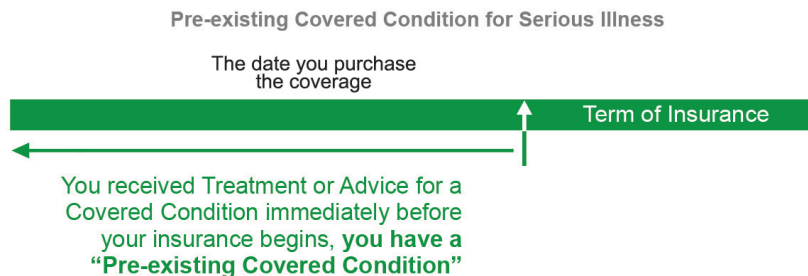 Pre-existing Covered Condition for Serious Illness
The date you purchase
the coverage
Term of Insurance
You received Treatment or Advice for a
Covered Condition immediately before
your insurance begins, you have a
“Pre-existing Covered Condition”